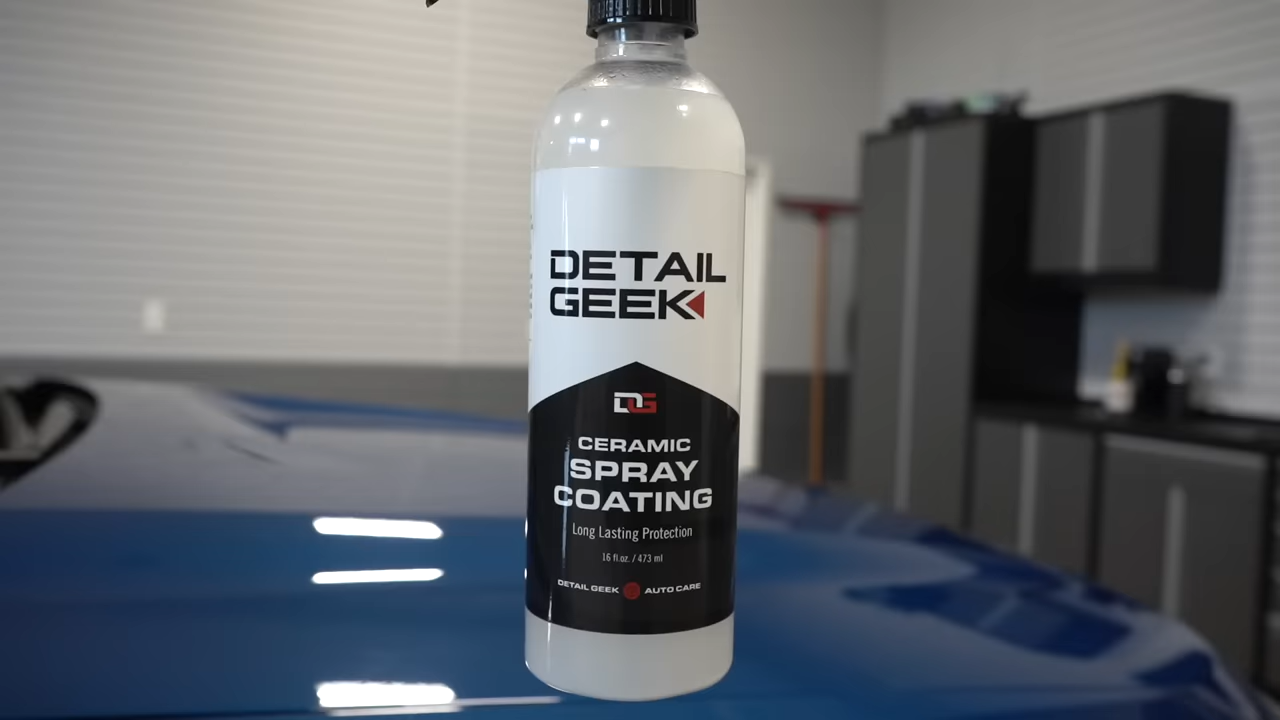 DETAIL
GEEK
DG
CERAMIC
SPRAY
COATING
Long Lasting Protection
16 fl.oz. / 473 ml
DETAIL GEEK AUTO CARE